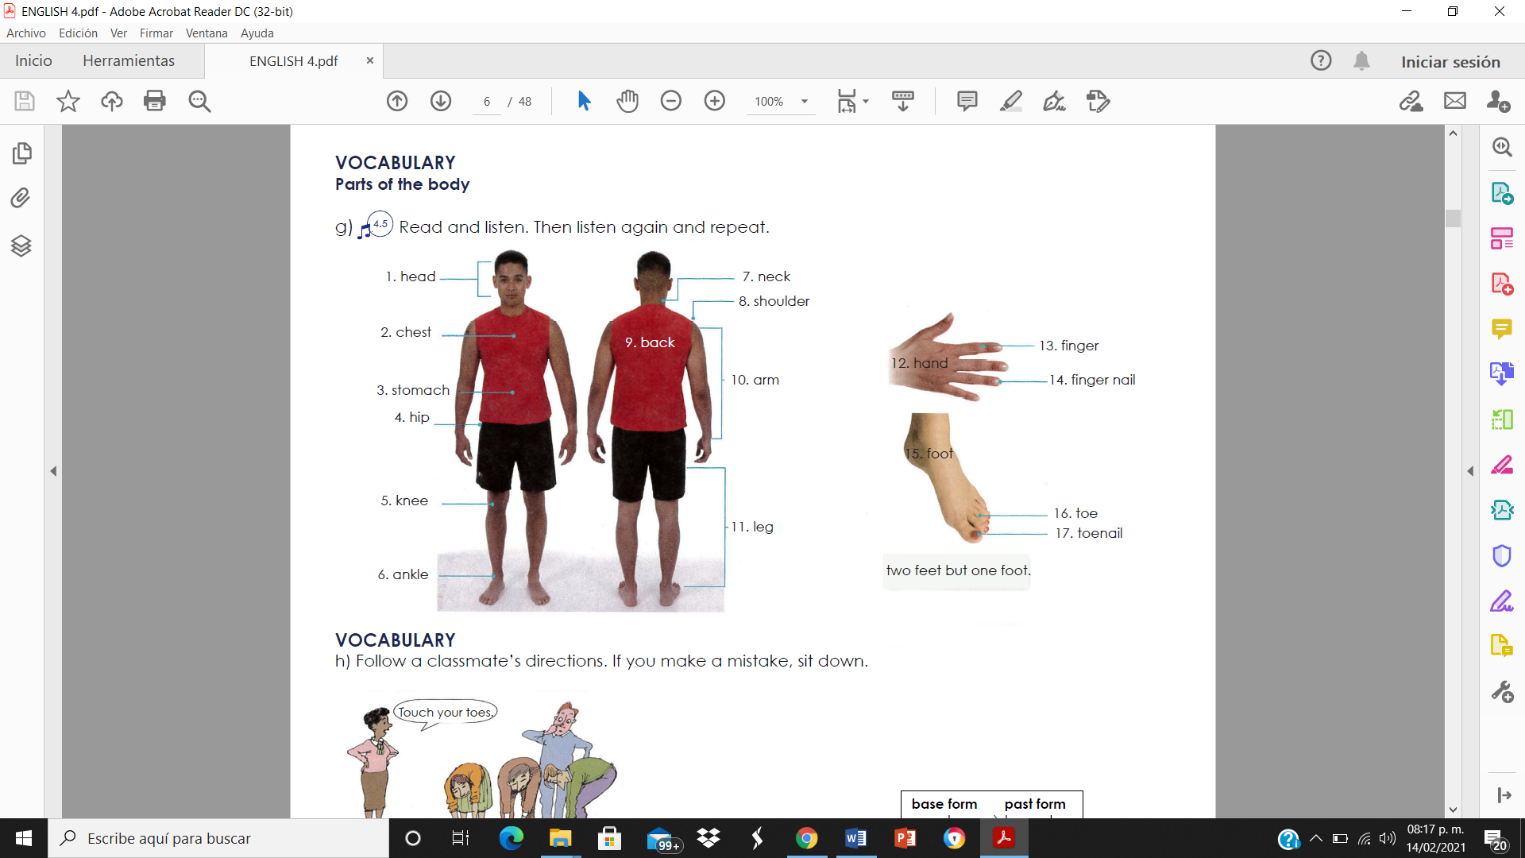 ENGLISH 4.pdf - Adobe Acrobat Reader DC (32-bit)
Archivo Edición Ver Firmar Ventana Ayuda
Inicio Herramientas ENGLISH 4.pdf × Iniciar sesión
6 / 48 100%
VOCABULARY
Parts of the body
g) 4.5 Read and listen. Then listen again and repeat.
1. head
2. chest
3. stomach
4. hip
5. knee
6. ankle
7. neck
8. shoulder
9. back
10. arm
11. leg
12. hand
13. finger
14. finger nail
15. foot
16. toe
17. toenail
two feet but one foot.
VOCABULARY
h) Follow a classmate's directions. If you make a mistake, sit down.
Touch your toes.
base form past form
Escribe aquí para buscar
99+
08:17 p. m.
14/02/2021
20